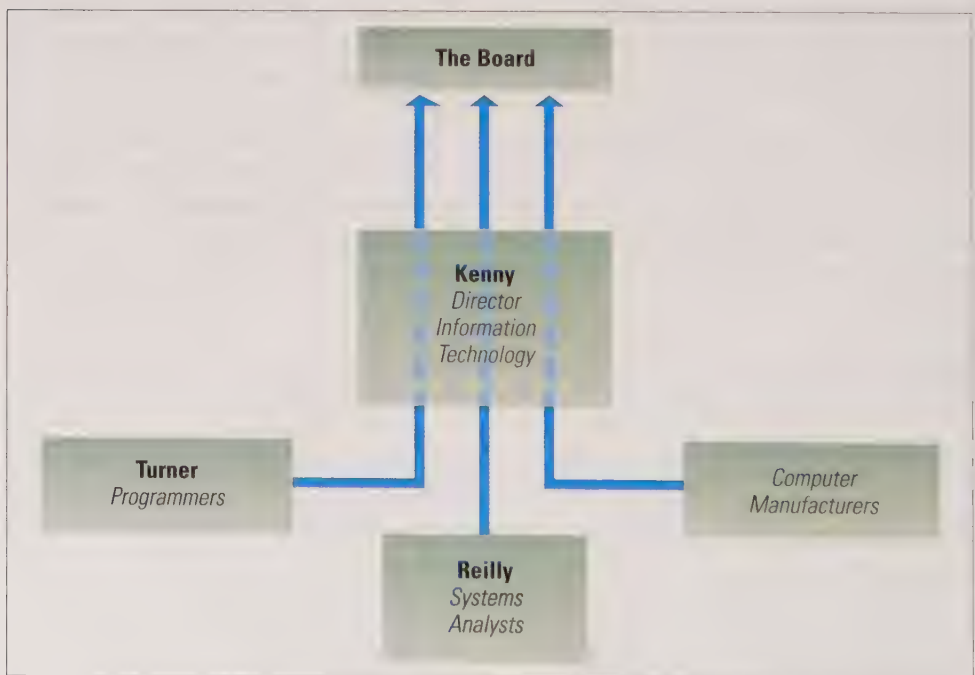 The Board
Kenny
Director
Information
Technology
Turner
Programmers
Computer
Manufacturers
Reilly
Systems
Analysts